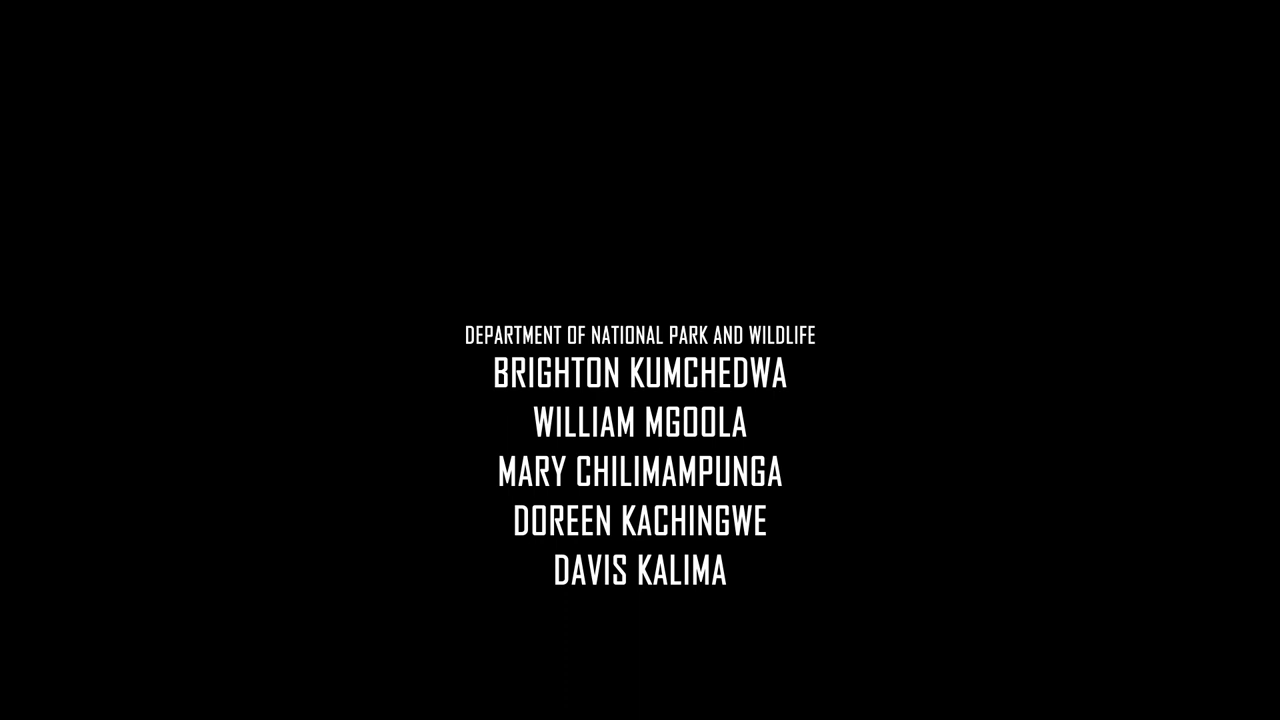 DEPARTMENT OF NATIONAL PARK AND WILDLIFE
BRIGHTON KUMCHEDWA
WILLIAM MGOOLA
MARY CHILIMAMPUNGA
DOREEN KACHINGWE
DAVIS KALIMA